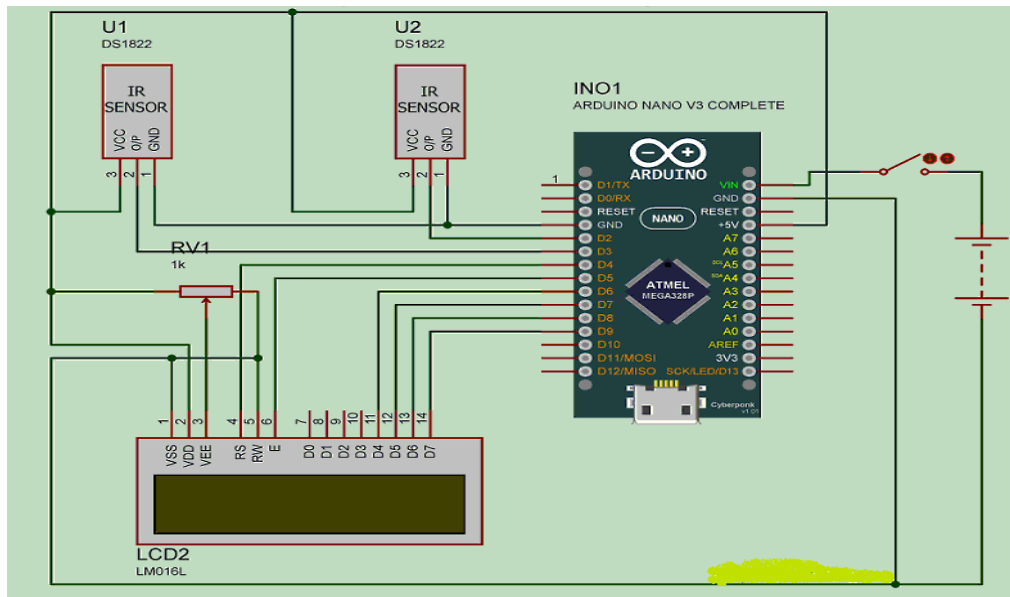 U1
DS1822
U2
DS1822
IR
SENSOR
VCC
O/P
GND
3
2
1
IR
SENSOR
VCC
O/P
GND
3
2
1
INO1
ARDUINO NANO V3 COMPLETE
ARDUINO
NANO
ATMEL
MEGA328P
1
D1/TX
D0/RX
RESET
GND
D2
D3
D4
D5
D6
D7
D8
D9
D10
D11/MOSI
D12/MISO
VIN
GND
RESET
+5V
A7
A6
SCL A5
SDA A4
A3
A2
A1
A0
AREF
3V3
SCK/LED/D13
Cyberponk
v1.01
RV1
1k
1
2
3
4
5
6
7
8
9
10
11
12
13
14
VSS
VDD
VEE
RS
RW
E
D0
D1
D2
D3
D4
D5
D6
D7
LCD2
LM016L